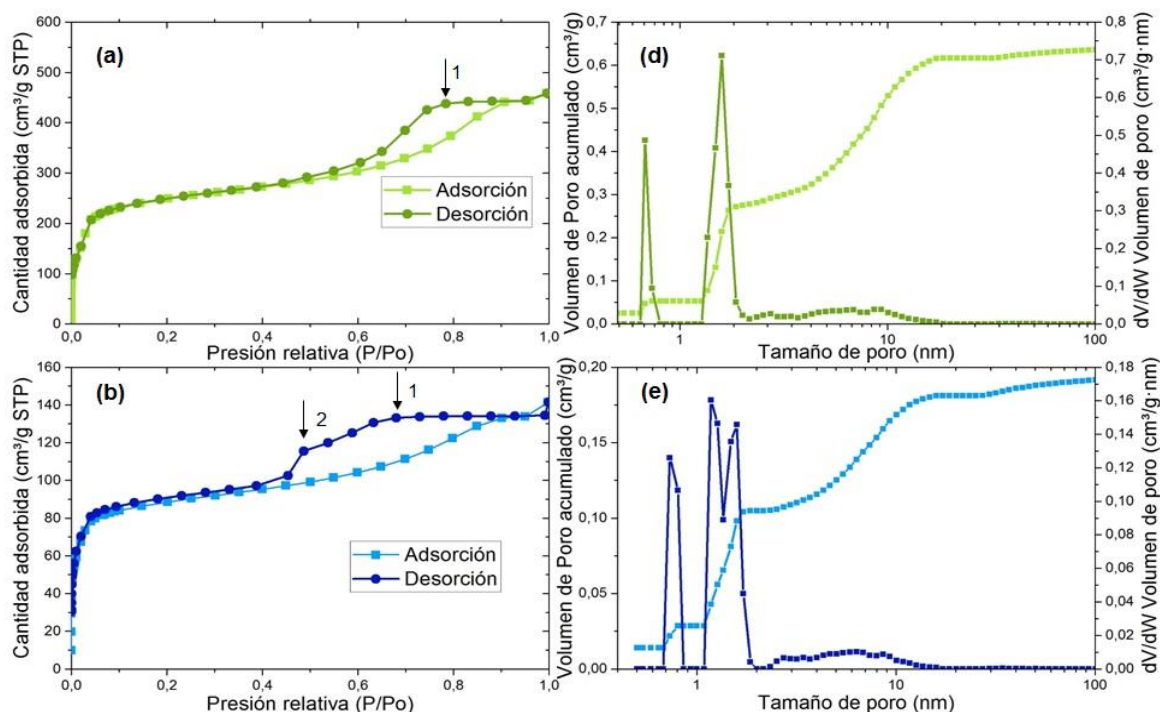 (a)
Cantidad adsorbida (cm³/g STP)
600
500
400
300
200
100
0
1
Adsorción
Desorción
0,0 0,2 0,4 0,6 0,8 1,0
Presión relativa (P/Po)
(d)
Volumen de Poro acumulado (cm³/g)
0,7
0,6
0,5
0,4
0,3
0,2
0,1
0,0
1 10 100
Tamaño de poro (nm)
0,8
0,7
0,6
0,5
0,4
0,3
0,2
0,1
0,0
dV/dW Volumen de poro (cm³/g·nm)
(b)
Cantidad adsorbida (cm³/g STP)
160
140
120
100
80
60
40
20
0
2
1
Adsorción
Desorción
0,0 0,2 0,4 0,6 0,8 1,0
Presión relativa (P/Po)
(e)
Volumen de Poro acumulado (cm³/g)
0,20
0,15
0,10
0,05
0,00
1 10 100
Tamaño de poro (nm)
0,18
0,16
0,14
0,12
0,10
0,08
0,06
0,04
0,02
0,00
dV/dW Volumen de poro (cm³/g·nm)